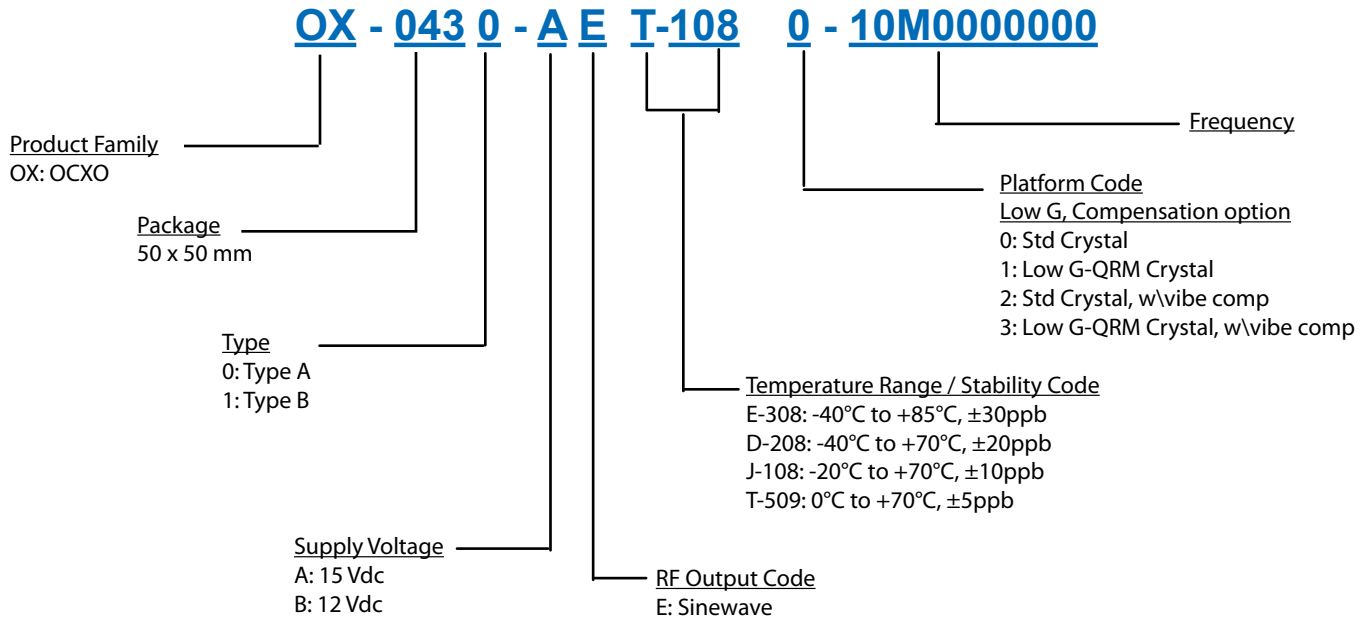 OX - 043 0 - A E T-108 0 - 10M0000000
Product Family
OX: OCXO
Package
50 x 50 mm
Type
0: Type A
1: Type B
Supply Voltage
A: 15 Vdc
B: 12 Vdc
RF Output Code
E: Sinewave
Temperature Range / Stability Code
E-308: -40°C to +85°C, ±30ppb
D-208: -40°C to +70°C, ±20ppb
J-108: -20°C to +70°C, ±10ppb
T-509: 0°C to +70°C, ±5ppb
Platform Code
Low G, Compensation option
0: Std Crystal
1: Low G-QRM Crystal
2: Std Crystal, w\vibe comp
3: Low G-QRM Crystal, w\vibe comp
Frequency